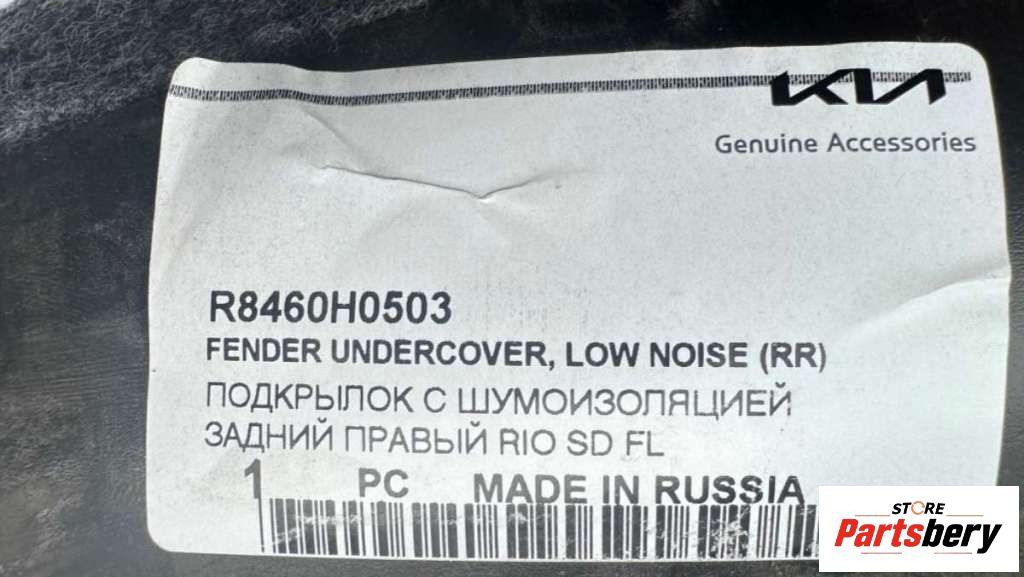 KIA
Genuine Accessories
R8460H0503
FENDER UNDERCOVER, LOW NOISE (RR)
ПОДКРЫЛОК С ШУМОИЗОЛЯЦИЕЙ
ЗАДНИЙ ПРАВЫЙ RIO SD FL
1 PC MADE IN RUSSIA
STORE
Partsbery